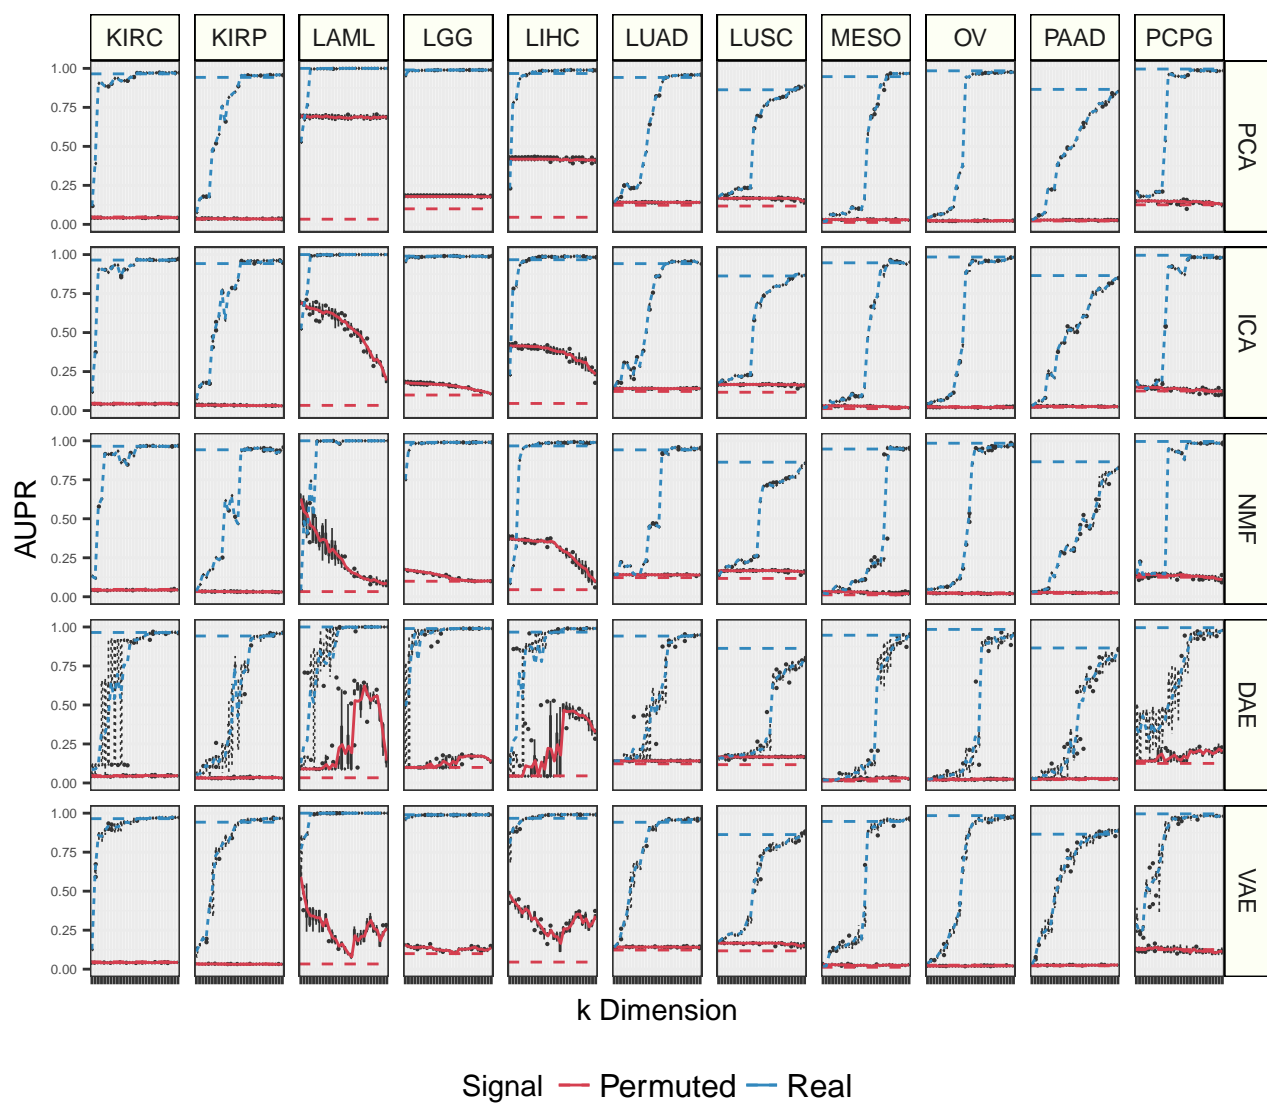 KIRC KIRP LAML LGG LIHC LUAD LUSC MESO OV PAAD PCPG
1.00
0.75
0.50
0.25
0.00
PCA
1.00
0.75
0.50
0.25
0.00
ICA
1.00
0.75
0.50
0.25
0.00
NMF
1.00
0.75
0.50
0.25
0.00
DAE
1.00
0.75
0.50
0.25
0.00
VAE
AUPR
k Dimension
Signal Permuted Real